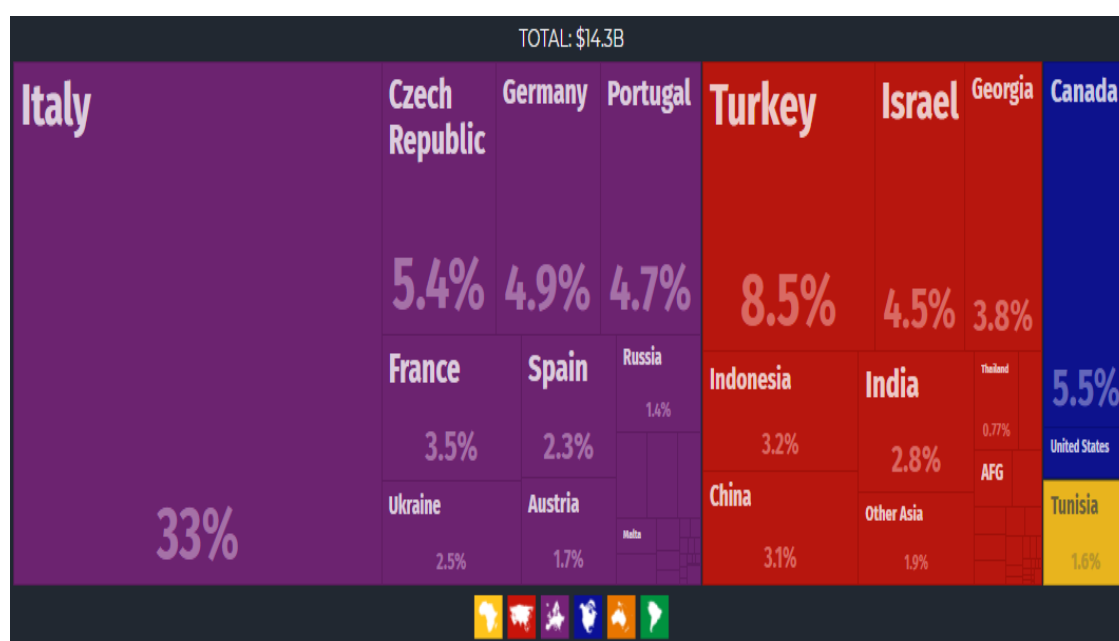 TOTAL: $14.3B
Italy
33%
Czech
Republic
5.4%
Germany
4.9%
Portugal
4.7%
France
3.5%
Spain
2.3%
Russia
1.4%
Ukraine
2.5%
Austria
1.7%
Malta
Turkey
8.5%
Israel
4.5%
Georgia
3.8%
Indonesia
3.2%
India
2.8%
Thailand
0.77%
China
3.1%
Other Asia
1.9%
AFG
Canada
5.5%
United States
Tunisia
1.6%